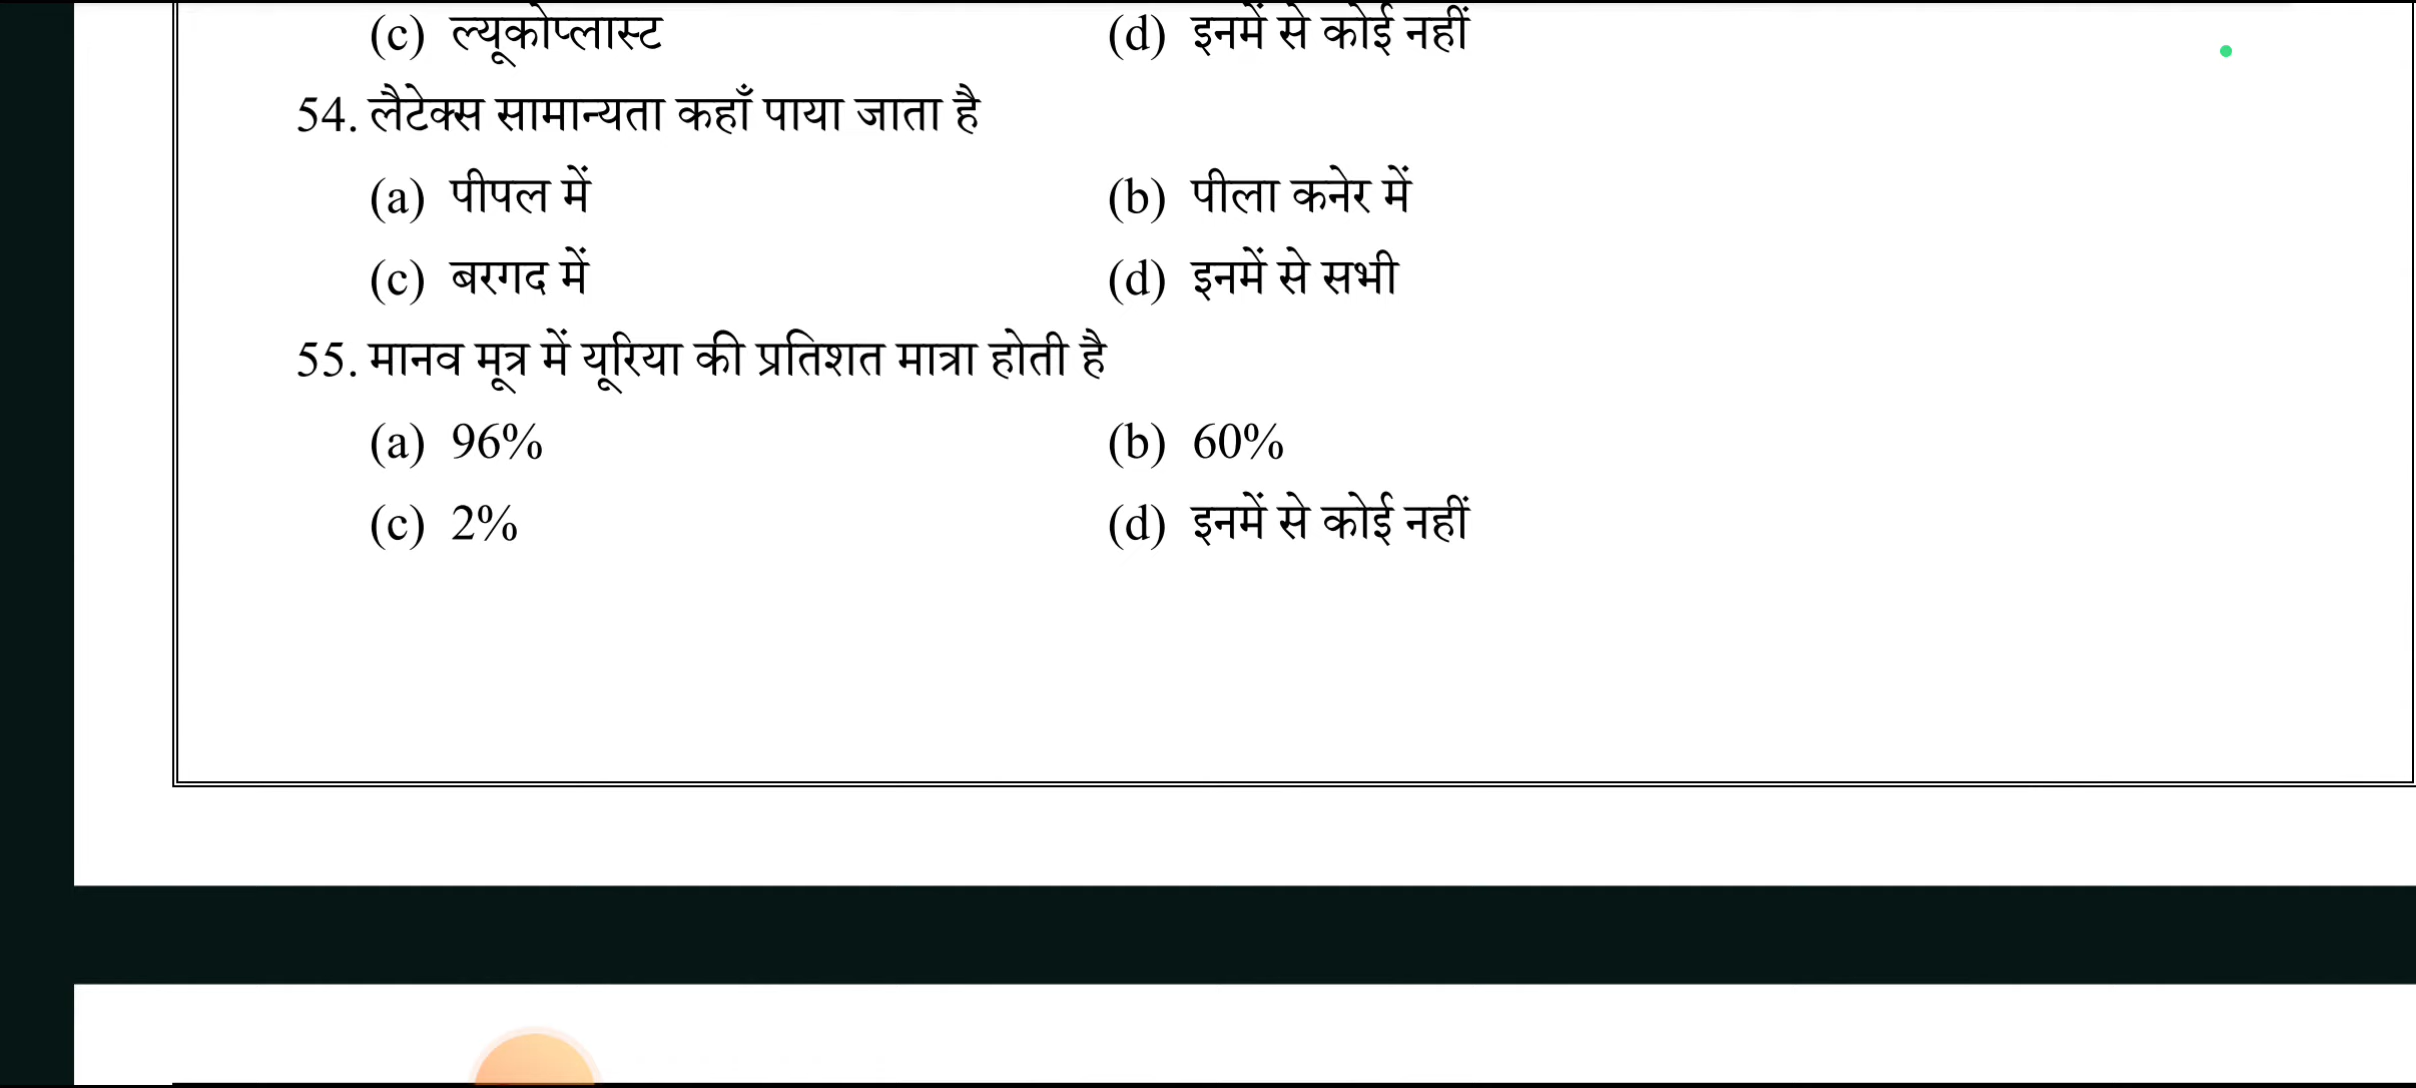 (c) ल्यूकोप्लास्ट (d) इनमें से कोई नहीं
54. लैटेक्स सामान्यता कहाँ पाया जाता है
(a) पीपल में (b) पीला कनेर में
(c) बरगद में (d) इनमें से सभी
55. मानव मूत्र में यूरिया की प्रतिशत मात्रा होती है
(a) 96% (b) 60%
(c) 2% (d) इनमें से कोई नहीं